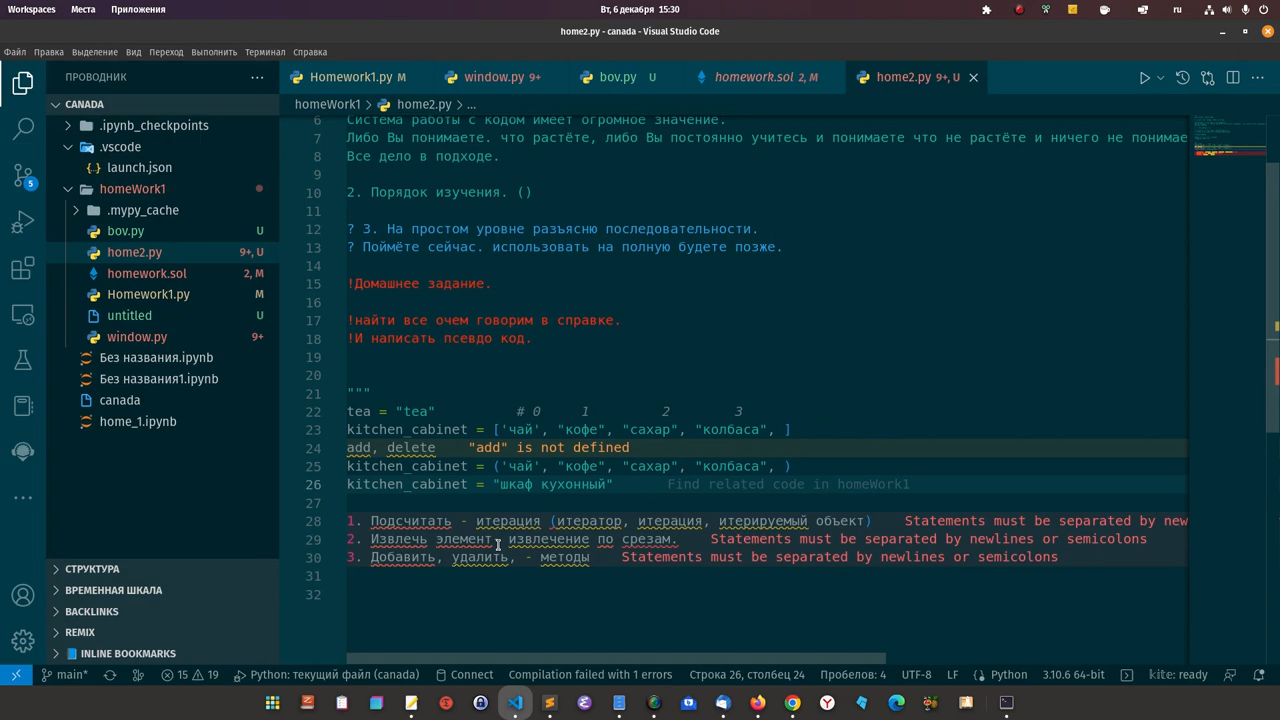 Workspaces Места Приложения Вт, 6 декабря 15:30 ru
home2.py - canada - Visual Studio Code
Файл Правка Выделение Вид Переход Выполнить Терминал Справка
ПРОВОДНИК
Homework1.py M window.py 9+ bov.py U homework.sol 2, M home2.py 9+, U
CANADA
.ipynb_checkpoints
.vscode
launch.json
homeWork1
.mypy_cache
bov.py U
home2.py 9+, U
homework.sol 2, M
Homework1.py M
untitled U
window.py 9+
Без названия.ipynb
Без названия1.ipynb
canada
home_1.ipynb
СТРУКТУРА
ВРЕМЕННАЯ ШКАЛА
BACKLINKS
REMIX
INLINE BOOKMARKS
5
homeWork1 > home2.py > ...
6 Система работы с кодом имеет огромное значение.
7 Либо Вы понимаете. что растёте, либо Вы постоянно учитесь и понимаете что не растёте и ничего не понимае
8 Все дело в подходе.
9
10 2. Порядок изучения. ()
11
12 ? 3. На простом уровне разъясню последовательности.
13 ? Поймёте сейчас. использовать на полную будете позже.
14
15 !Домашнее задание.
16
17 !найти все очем говорим в справке.
18 !И написать псевдо код.
19
20
21 """
22 tea = "tea" # 0 1 2 3
23 kitchen_cabinet = ['чай', "кофе", "сахар", "колбаса", ]
24 add, delete "add" is not defined
25 kitchen_cabinet = ('чай', "кофе", "сахар", "колбаса", )
26 kitchen_cabinet = "шкаф кухонный" Find related code in homeWork1
27
28 1. Подсчитать - итерация (итератор, итерация, итерируемый объект) Statements must be separated by new
29 2. Извлечь элемент, извлечение по срезам. Statements must be separated by newlines or semicolons
30 3. Добавить, удалить, - методы Statements must be separated by newlines or semicolons
31
32
main* 15 19 Python: текущий файл (canada) Connect Compilation failed with 1 errors Строка 26, столбец 24 Пробелов: 4 UTF-8 LF Python 3.10.6 64-bit kite: ready